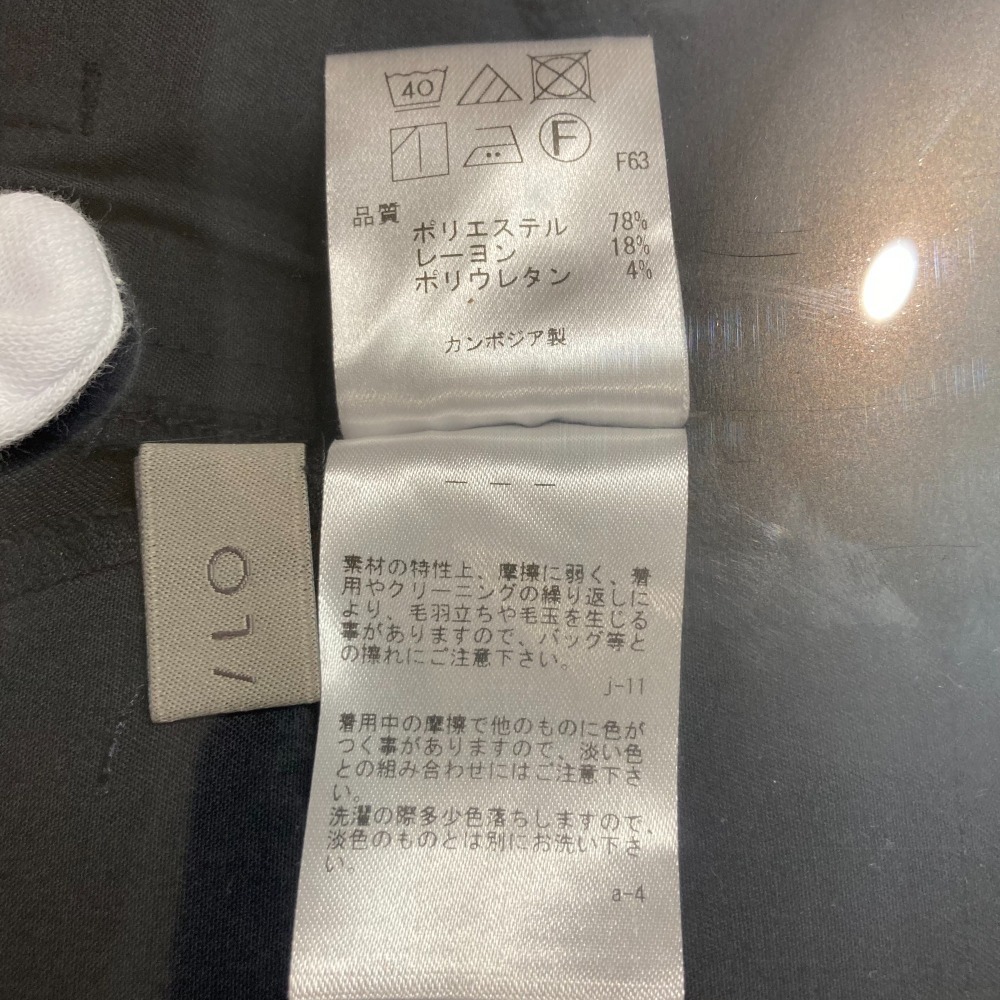 40
F
F63
品質
ポリエステル 78%
レーヨン 18%
ポリウレタン 4%
カンボジア製
— — —
素材の特性上、摩擦に弱く、着
用やクリーニングの繰り返しに
より、毛羽立ちや毛玉を生じる
事がありますので、バッグ等と
の擦れにご注意下さい。
j-11
着用中の摩擦で他のものに色が
つく事がありますので、淡い色
との組み合わせにはご注意下さ
い。
洗濯の際多少色落ちしますので、
淡色のものとは別にお洗い下さ
い。
a-4
/LO